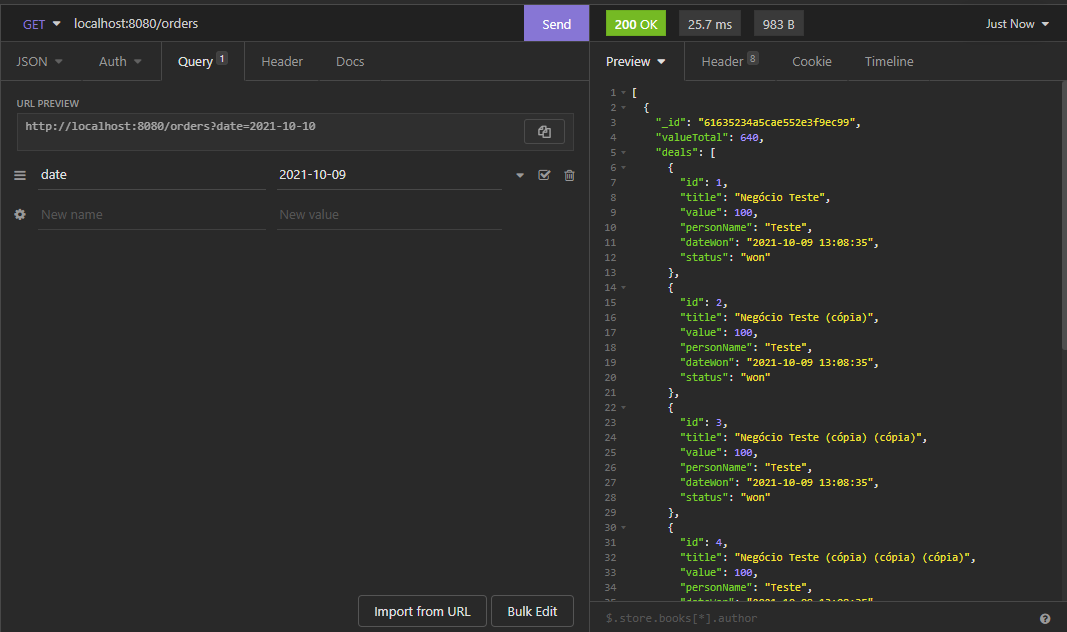 GET localhost:8080/orders Send
JSON Auth Query 1 Header Docs
URL PREVIEW
http://localhost:8080/orders?date=2021-10-10
date 2021-10-09
New name New value
Import from URL Bulk Edit
200 OK 25.7 ms 983 B Just Now
Preview Header 8 Cookie Timeline
1 [
2 {
3 "_id": "61635234a5cae552e3f9ec99",
4 "valueTotal": 640,
5 "deals": [
6 {
7 "id": 1,
8 "title": "Negócio Teste",
9 "value": 100,
10 "personName": "Teste",
11 "dateWon": "2021-10-09 13:08:35",
12 "status": "won"
13 },
14 {
15 "id": 2,
16 "title": "Negócio Teste (cópia)",
17 "value": 100,
18 "personName": "Teste",
19 "dateWon": "2021-10-09 13:08:35",
20 "status": "won"
21 },
22 {
23 "id": 3,
24 "title": "Negócio Teste (cópia) (cópia)",
25 "value": 100,
26 "personName": "Teste",
27 "dateWon": "2021-10-09 13:08:35",
28 "status": "won"
29 },
30 {
31 "id": 4,
32 "title": "Negócio Teste (cópia) (cópia) (cópia)",
33 "value": 100,
34 "personName": "Teste",
$.store.books[*].author